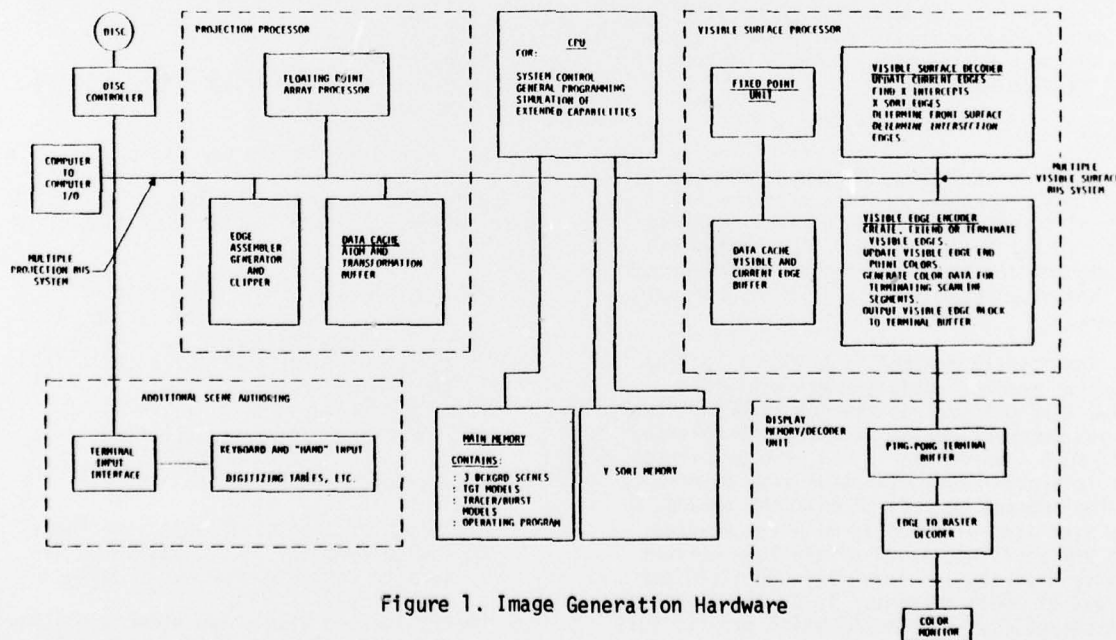 DISC
DISC
CONTROLLER
COMPUTER
TO
COMPUTER
I/O
MULTIPLE
PROJECTION BUS
SYSTEM
PROJECTION PROCESSOR
FLOATING POINT
ARRAY PROCESSOR
EDGE
ASSEMBLER
GENERATOR
AND
CLIPPER
DATA CACHE
ATOM AND
TRANSFORMATION
BUFFER
CPU
FOR:
SYSTEM CONTROL
GENERAL PROGRAMMING
SIMULATION OF
EXTENDED CAPABILITIES
VISIBLE SURFACE PROCESSOR
FIXED POINT
UNIT
VISIBLE SURFACE DECODER
UPDATE CURRENT EDGES
FIND X INTERCEPTS
X SORT EDGES
DETERMINE FRONT SURFACE
DETERMINE INTERSECTION
EDGES.
MULTIPLE
VISIBLE SURFACE
BUS SYSTEM
DATA CACHE
VISIBLE AND
CURRENT EDGE
BUFFER
VISIBLE EDGE ENCODER
CREATE, EXTEND OR TERMINATE
VISIBLE EDGES.
UPDATE VISIBLE EDGE END
POINT COLORS.
GENERATE COLOR DATA FOR
TERMINATING SCANLINE
SEGMENTS.
OUTPUT VISIBLE EDGE BLOCK
TO TERMINAL BUFFER.
ADDITIONAL SCENE AUTHORING
TERMINAL
INPUT
INTERFACE
KEYBOARD AND "HAND" INPUT
DIGITIZING TABLES, ETC.
MAIN MEMORY
CONTAINS:
: 3 BCKGRD SCENES
: TGT MODELS
: TRACER/BURST
MODELS
: OPERATING PROGRAM
Y SORT MEMORY
DISPLAY
MEMORY/DECODER
UNIT
PING-PONG TERMINAL
BUFFER
EDGE TO RASTER
DECODER
COLOR
MONITOR
Figure 1. Image Generation Hardware